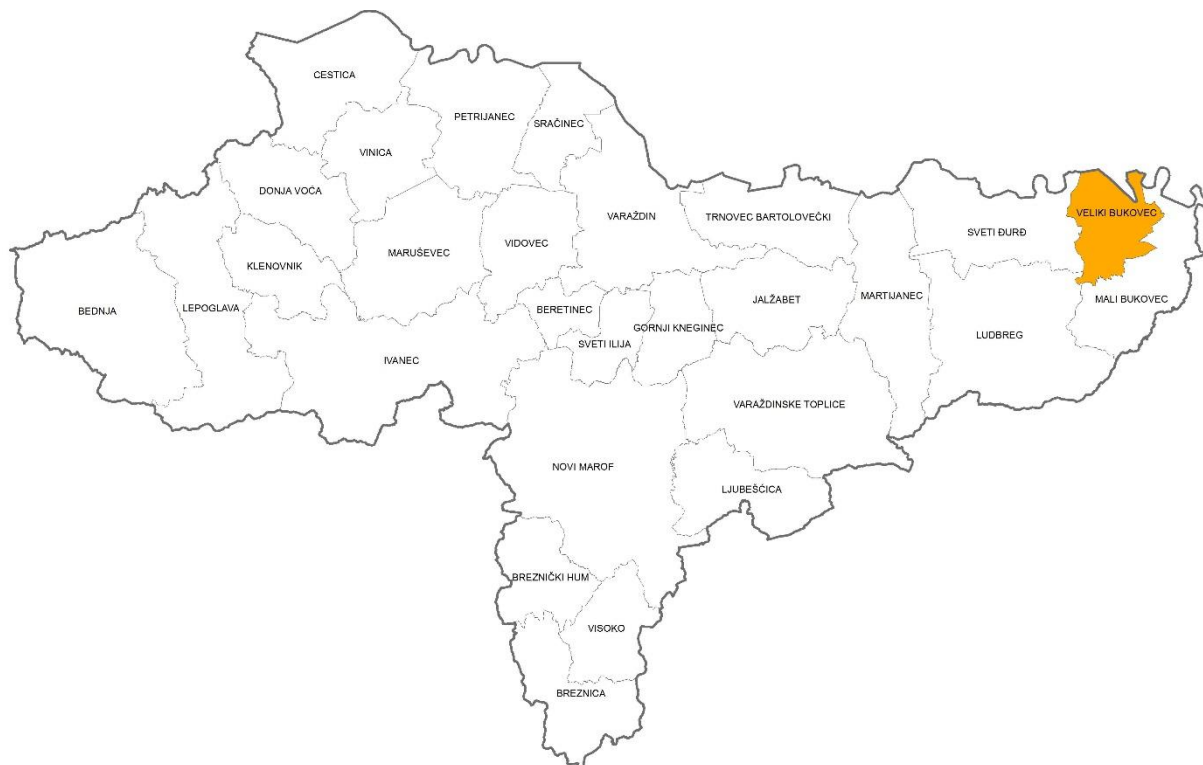 CESTICA
PETRIJANEC
SRAČINEC
VINICA
DONJA VOĆA
VELIKI BUKOVEC
VARAŽDIN
TRNOVEC BARTOLOVEČKI
SVETI ĐURĐ
VIDOVEC
MARUŠEVEC
KLENOVNIK
JALŽABET
MARTIJANEC
MALI BUKOVEC
LEPOGLAVA
BEDNJA
BERETINEC
GORNJI KNEGINEC
LUDBREG
SVETI ILIJA
IVANEC
VARAŽDINSKE TOPLICE
NOVI MAROF
LJUBEŠĆICA
BREZNIČKI HUM
VISOKO
BREZNICA